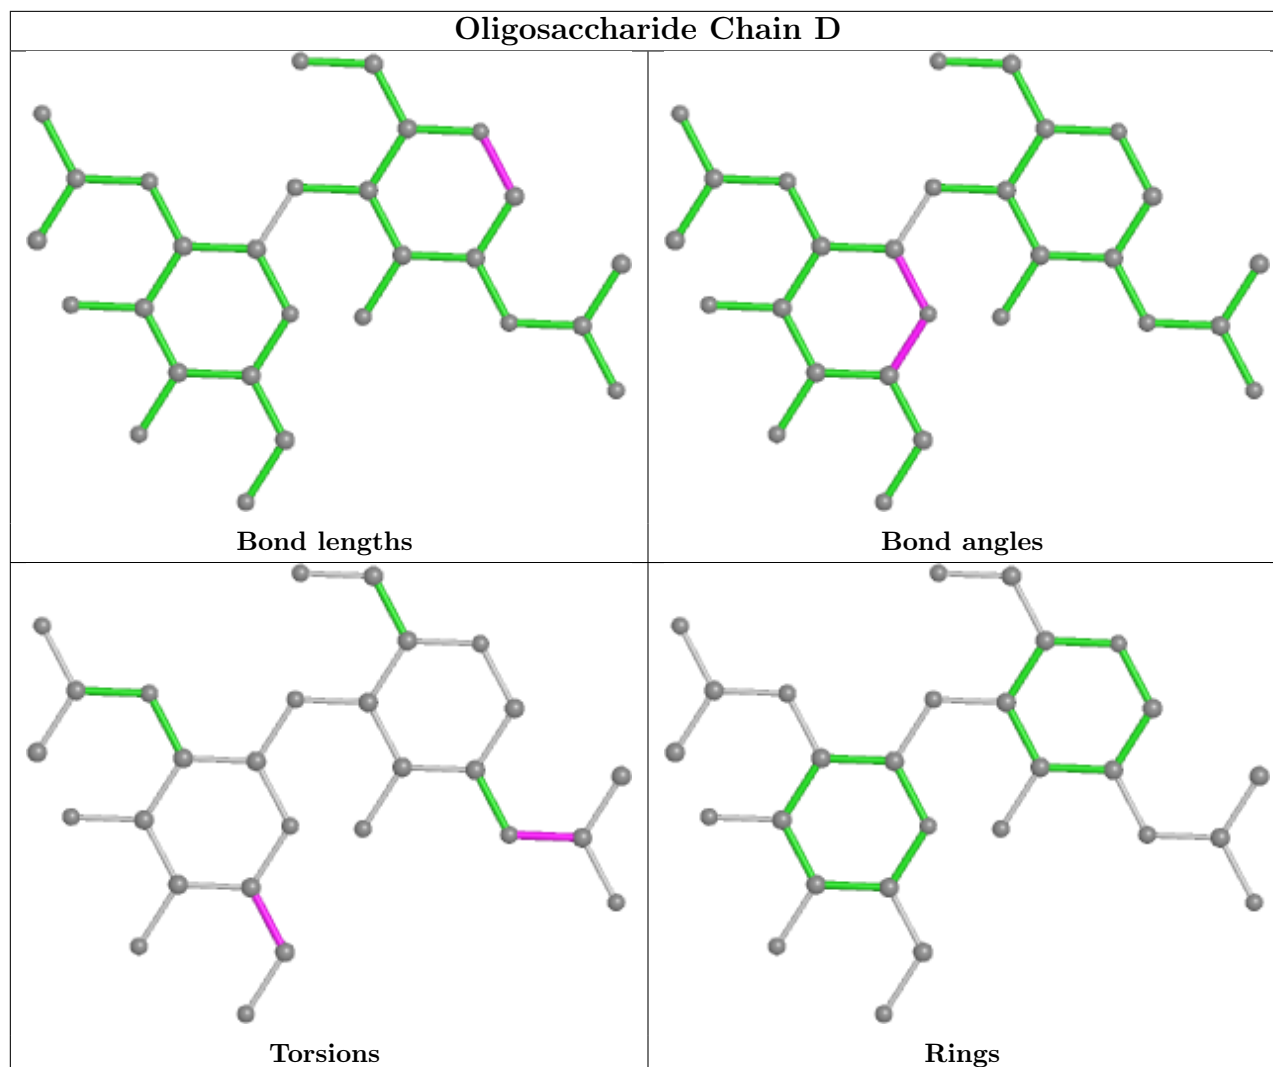 Oligosaccharide Chain D
Bond lengths
Bond angles
Torsions
Rings